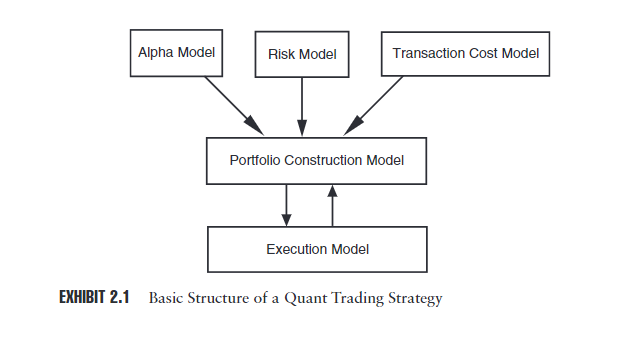 Alpha Model
Risk Model
Transaction Cost Model
Portfolio Construction Model
Execution Model
EXHIBIT 2.1 Basic Structure of a Quant Trading Strategy